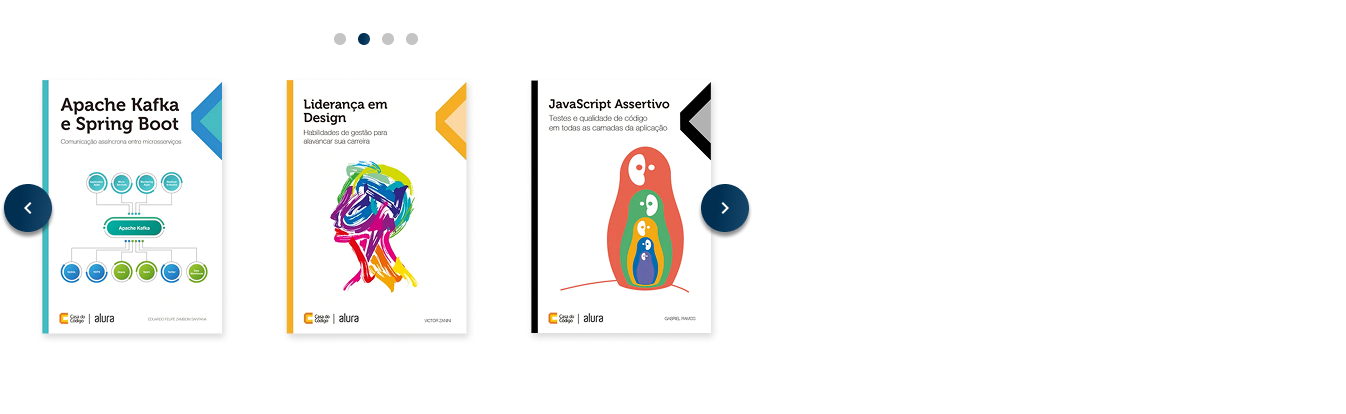 Apache Kafka
e Spring Boot
Comunicação assíncrona entre microsserviços
Apache Kafka
Casa do
Código
alura
EDUARDO FELIPE ZAMBOM SANTANA
Liderança em
Design
Habilidades de gestão para
alavancar sua carreira
Casa do
Código
alura
VICTOR ZANINI
JavaScript Assertivo
Testes e qualidade de código
em todas as camadas da aplicação
Casa do
Código
alura
GABRIEL RAMOS